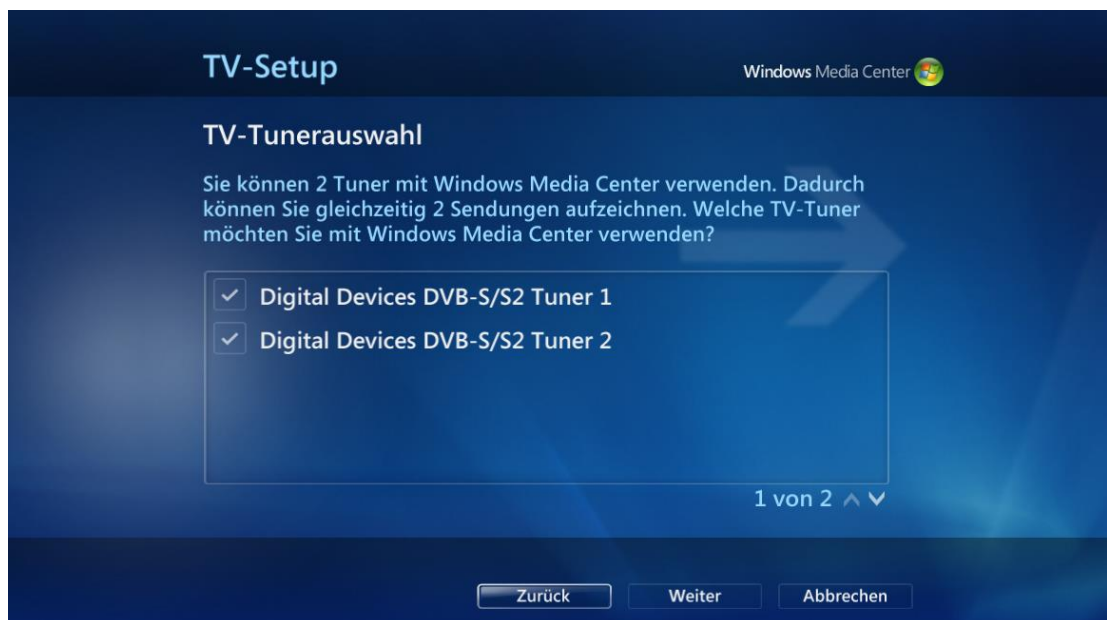 TV-Setup
Windows Media Center
TV-Tunerauswahl
Sie können 2 Tuner mit Windows Media Center verwenden. Dadurch
können Sie gleichzeitig 2 Sendungen aufzeichnen. Welche TV-Tuner
möchten Sie mit Windows Media Center verwenden?
Digital Devices DVB-S/S2 Tuner 1
Digital Devices DVB-S/S2 Tuner 2
1 von 2
Zurück Weiter Abbrechen